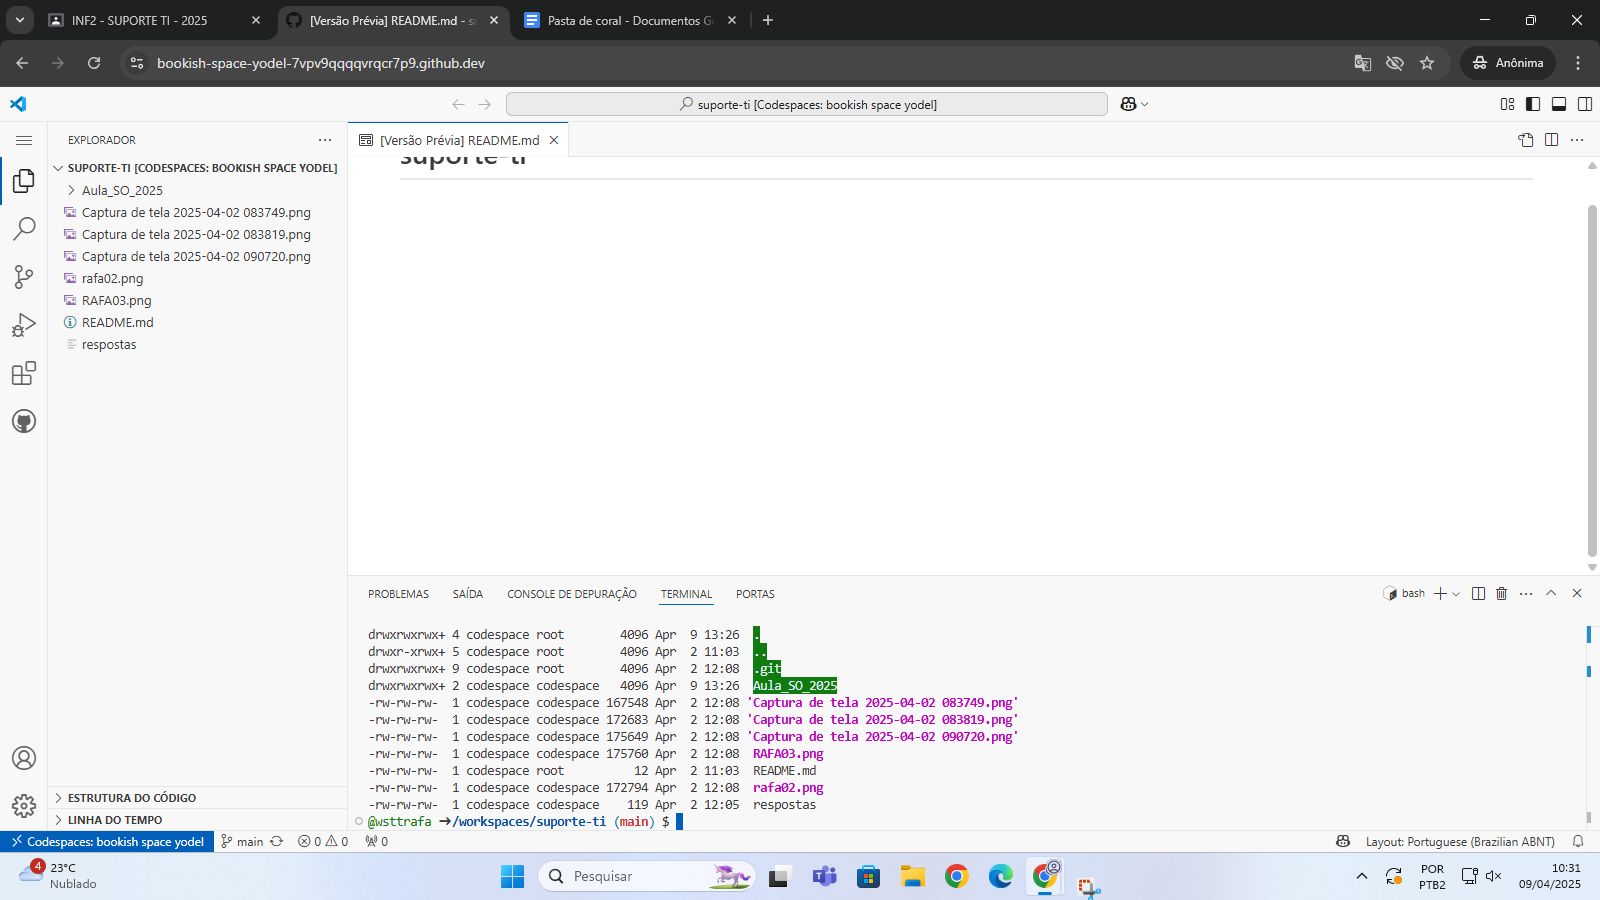 INF2 - SUPORTE TI - 2025
[Versão Prévia] README.md - su
Pasta de coral - Documentos Go
bookish-space-yodel-7vpv9qqqqvrqcr7p9.github.dev
Anônima
suporte-ti [Codespaces: bookish space yodel]
EXPLORADOR
[Versão Prévia] README.md
SUPORTE-TI [CODESPACES: BOOKISH SPACE YODEL]
Aula_SO_2025
Captura de tela 2025-04-02 083749.png
Captura de tela 2025-04-02 083819.png
Captura de tela 2025-04-02 090720.png
rafa02.png
RAFA03.png
README.md
respostas
suporte-ti
PROBLEMAS SAÍDA CONSOLE DE DEPURAÇÃO TERMINAL PORTAS
bash
drwxrwxrwx+ 4 codespace root 4096 Apr 9 13:26 .
drwxr-xrwx+ 5 codespace root 4096 Apr 2 11:03 ..
drwxrwxrwx+ 9 codespace root 4096 Apr 2 12:08 .git
drwxrwxrwx+ 2 codespace codespace 4096 Apr 9 13:26 Aula_SO_2025
-rw-rw-rw- 1 codespace codespace 167548 Apr 2 12:08 'Captura de tela 2025-04-02 083749.png'
-rw-rw-rw- 1 codespace codespace 172683 Apr 2 12:08 'Captura de tela 2025-04-02 083819.png'
-rw-rw-rw- 1 codespace codespace 175649 Apr 2 12:08 'Captura de tela 2025-04-02 090720.png'
-rw-rw-rw- 1 codespace codespace 175760 Apr 2 12:08 RAFA03.png
-rw-rw-rw- 1 codespace root 12 Apr 2 11:03 README.md
-rw-rw-rw- 1 codespace codespace 172794 Apr 2 12:08 rafa02.png
-rw-rw-rw- 1 codespace codespace 119 Apr 2 12:05 respostas
@wsttrafa ➜/workspaces/suporte-ti (main) $
ESTRUTURA DO CÓDIGO
LINHA DO TEMPO
Codespaces: bookish space yodel
main
0 0
0
Layout: Portuguese (Brazilian ABNT)
4
23°C
Nublado
Pesquisar
POR
PTB2
10:31
09/04/2025